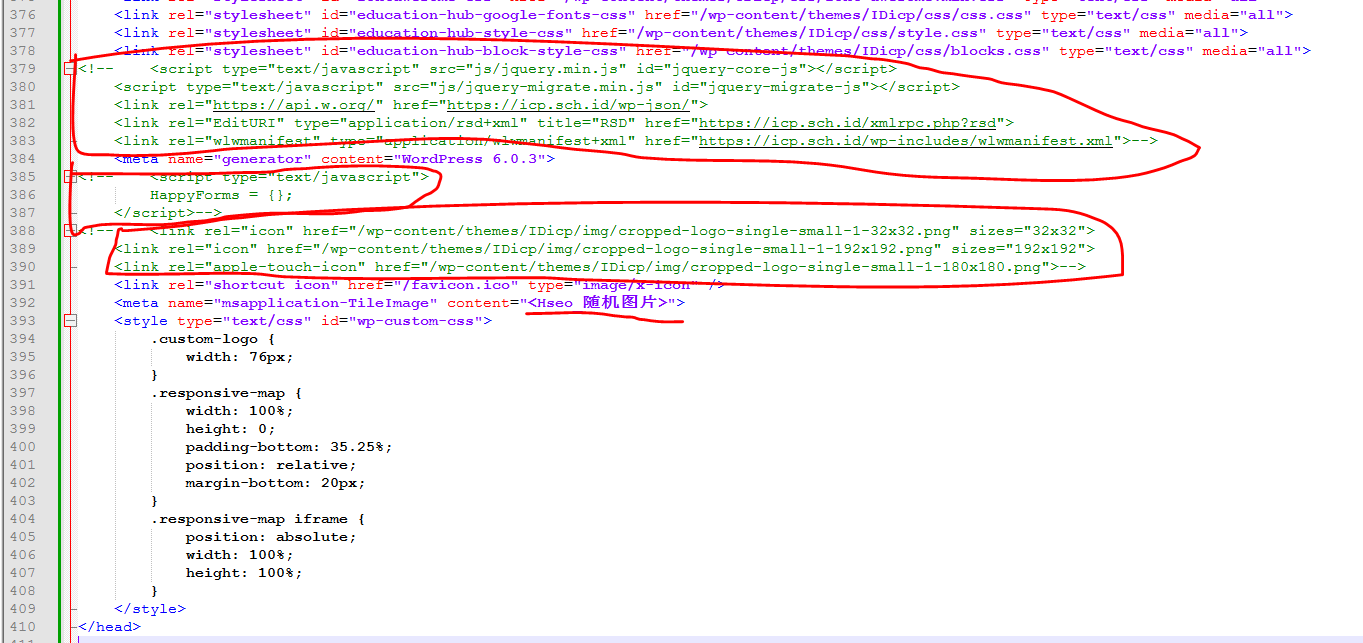 376 <link rel="stylesheet" id="education-hub-google-fonts-css" href="/wp-content/themes/IDicp/css/css.css" type="text/css" media="all">
377 <link rel="stylesheet" id="education-hub-style-css" href="/wp-content/themes/IDicp/css/style.css" type="text/css" media="all">
378 <link rel="stylesheet" id="education-hub-block-style-css" href="/wp-content/themes/IDicp/css/blocks.css" type="text/css" media="all">
379 <!-- <script type="text/javascript" src="js/jquery.min.js" id="jquery-core-js"></script>
380 <script type="text/javascript" src="js/jquery-migrate.min.js" id="jquery-migrate-js"></script>
381 <link rel="https://api.w.org/" href="https://icp.sch.id/wp-json/">
382 <link rel="EditURI" type="application/rsd+xml" title="RSD" href="https://icp.sch.id/xmlrpc.php?rsd">
383 <link rel="wlwmanifest" type="application/wlwmanifest+xml" href="https://icp.sch.id/wp-includes/wlwmanifest.xml">-->
384 <meta name="generator" content="WordPress 6.0.3">
385 <!-- <script type="text/javascript">
386 HappyForms = {};
387 </script>-->
388 <!-- <link rel="icon" href="/wp-content/themes/IDicp/img/cropped-logo-single-small-1-32x32.png" sizes="32x32">
389 <link rel="icon" href="/wp-content/themes/IDicp/img/cropped-logo-single-small-1-192x192.png" sizes="192x192">
390 <link rel="apple-touch-icon" href="/wp-content/themes/IDicp/img/cropped-logo-single-small-1-180x180.png">-->
391 <link rel="shortcut icon" href="/favicon.ico" type="image/x-icon" />
392 <meta name="msapplication-TileImage" content="<Hseo 随机图片>">
393 <style type="text/css" id="wp-custom-css">
394 .custom-logo {
395 width: 76px;
396 }
397 .responsive-map {
398 width: 100%;
399 height: 0;
400 padding-bottom: 35.25%;
401 position: relative;
402 margin-bottom: 20px;
403 }
404 .responsive-map iframe {
405 position: absolute;
406 width: 100%;
407 height: 100%;
408 }
409 </style>
410 </head>